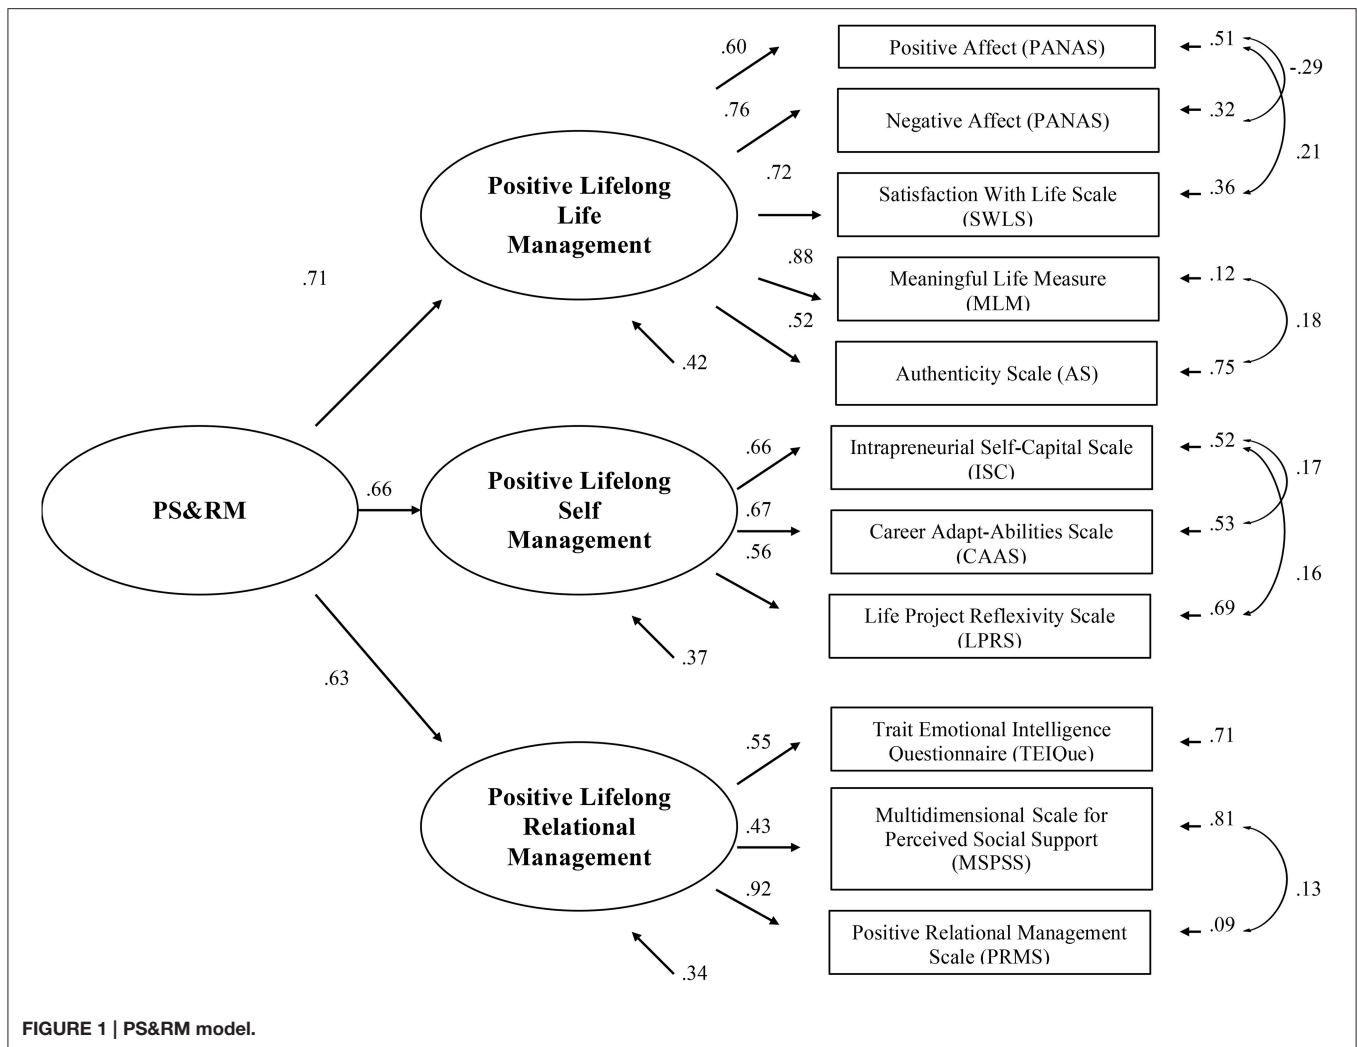 .60
Positive Affect (PANAS)
.51
-.29
.76
Negative Affect (PANAS)
.32
.21
.72
Positive Lifelong
Life
Management
Satisfaction With Life Scale
(SWLS)
.36
.88
Meaningful Life Measure
(MLM)
.12
.18
.71
.52
.42
Authenticity Scale (AS)
.75
PS&RM
.66
Positive Lifelong
Self
Management
.66
Intrapreneurial Self-Capital Scale
(ISC)
.52
.17
.67
Career Adapt-Abilities Scale
(CAAS)
.53
.16
.56
Life Project Reflexivity Scale
(LPRS)
.69
.37
.63
.55
Trait Emotional Intelligence
Questionnaire (TEIQue)
.71
Positive Lifelong
Relational
Management
.43
Multidimensional Scale for
Perceived Social Support
(MSPSS)
.81
.13
.92
Positive Relational Management
Scale (PRMS)
.09
.34
FIGURE 1 | PS&RM model.